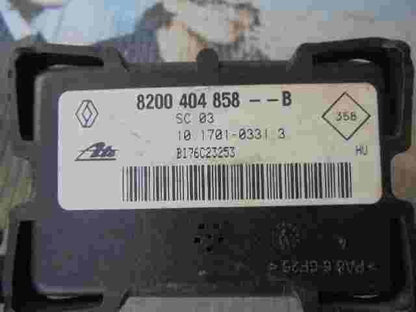 8200 404 858 -- B
SC 03
10.1701-0331.3
358
Ate
B176C23253
HU
>PA6.6 GF25<